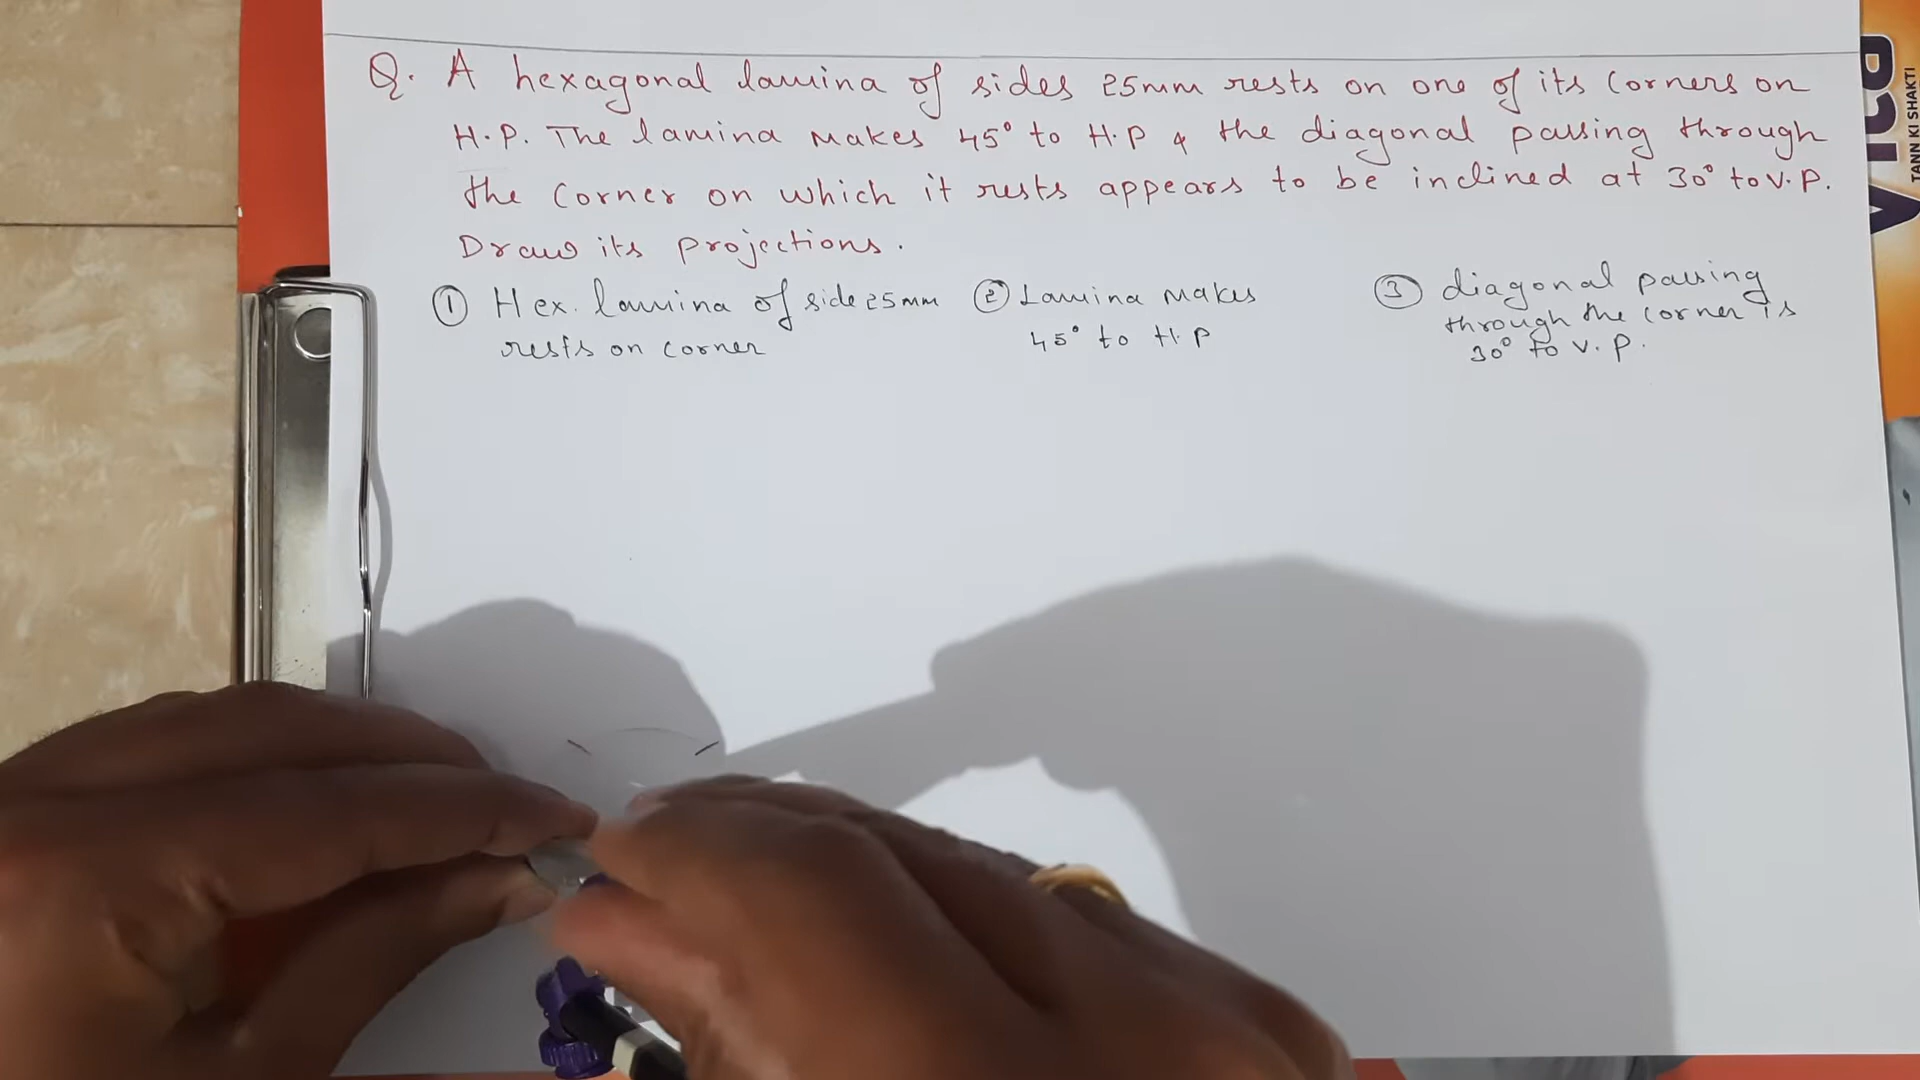 Q. A hexagonal lamina of sides 25mm rests on one of its corners on
H.P. The lamina makes 45° to H.P & the diagonal passing through
the corner on which it rests appears to be inclined at 30° to V.P.
Draw its projections.
① Hex. lamina of side 25mm
rests on corner
② Lamina makes
45° to H.P
③ diagonal passing
through the corner is
30° to V.P.
TANN KI SHAKTI